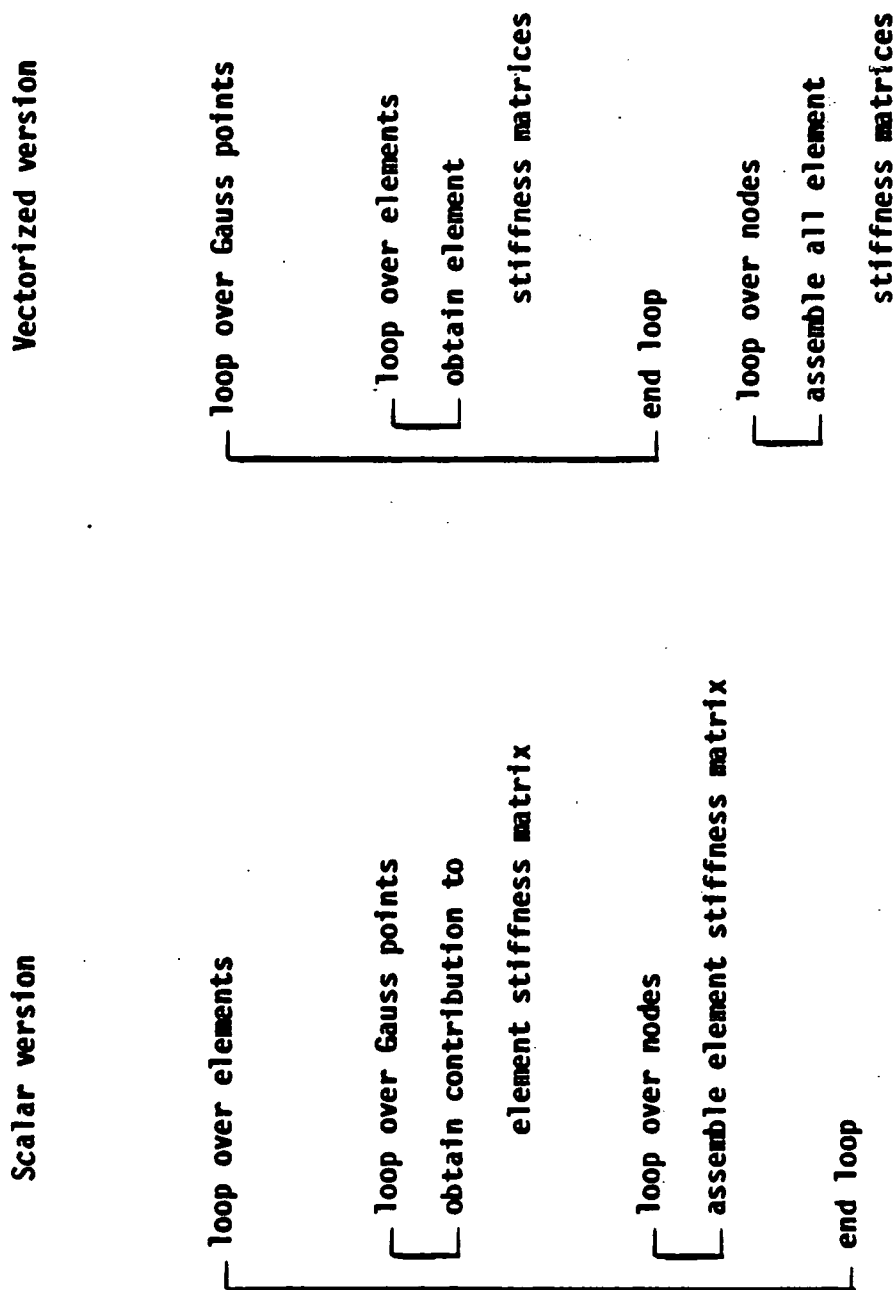 Scalar version
loop over elements
loop over Gauss points
obtain contribution to
element stiffness matrix
loop over nodes
assemble element stiffness matrix
end loop
Vectorized version
loop over Gauss points
loop over elements
obtain element
stiffness matrices
end loop
loop over nodes
assemble all element
stiffness matrices